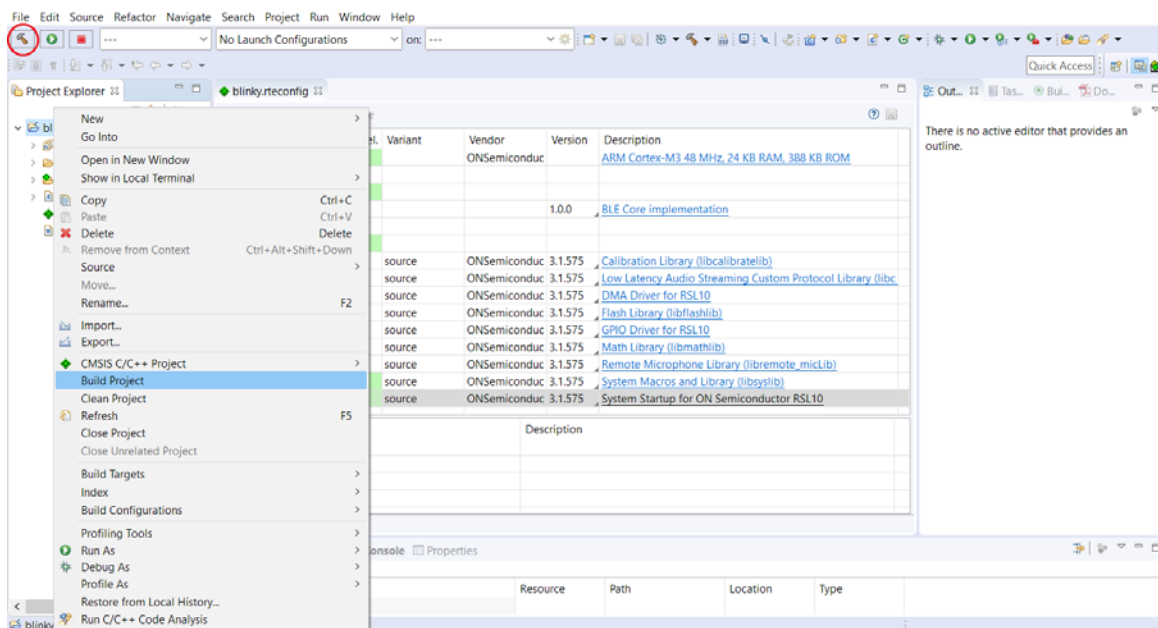 File Edit Source Refactor Navigate Search Project Run Window Help
--- No Launch Configurations on: ---
Quick Access
Project Explorer blinky.rteconfig Out... Tas... Bui... Do...
There is no active editor that provides an
outline.
bl
New
Go Into
Open in New Window
Show in Local Terminal
Copy Ctrl+C
Paste Ctrl+V
Delete Delete
Remove from Context Ctrl+Alt+Shift+Down
Source
Move...
Rename... F2
Import...
Export...
CMSIS C/C++ Project
Build Project
Clean Project
Refresh F5
Close Project
Close Unrelated Project
Build Targets
Index
Build Configurations
Profiling Tools
Run As
Debug As
Profile As
Restore from Local History...
Run C/C++ Code Analysis
el. Variant Vendor Version Description
ONSemiconduc ARM Cortex-M3 48 MHz, 24 KB RAM, 388 KB ROM
1.0.0 BLE Core implementation
source ONSemiconduc 3.1.575 Calibration Library (libcalibratelib)
source ONSemiconduc 3.1.575 Low Latency Audio Streaming Custom Protocol Library (libc
source ONSemiconduc 3.1.575 DMA Driver for RSL10
source ONSemiconduc 3.1.575 Flash Library (libflashlib)
source ONSemiconduc 3.1.575 GPIO Driver for RSL10
source ONSemiconduc 3.1.575 Math Library (libmathlib)
source ONSemiconduc 3.1.575 Remote Microphone Library (libremote_micLib)
source ONSemiconduc 3.1.575 System Macros and Library (libsyslib)
source ONSemiconduc 3.1.575 System Startup for ON Semiconductor RSL10
Description
onsole Properties
Resource Path Location Type
blinky